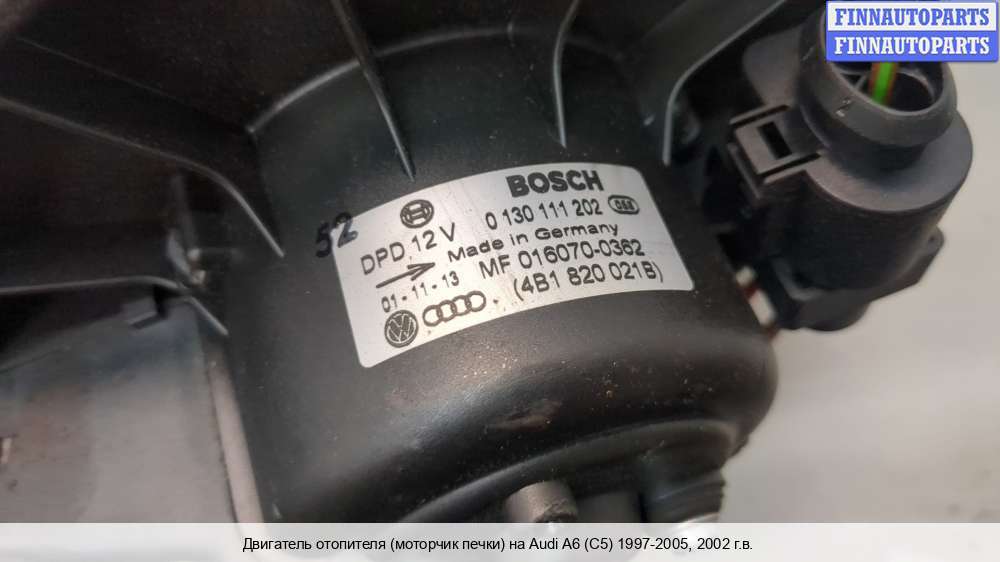 FINNAUTOPARTS
FINNAUTOPARTS
52
BOSCH
DPD 12 V 0 130 111 202
Made in Germany
01-11-13 MF 016070-0362
(4B1 820 021B)
Двигатель отопителя (моторчик печки) на Audi A6 (C5) 1997-2005, 2002 г.в.